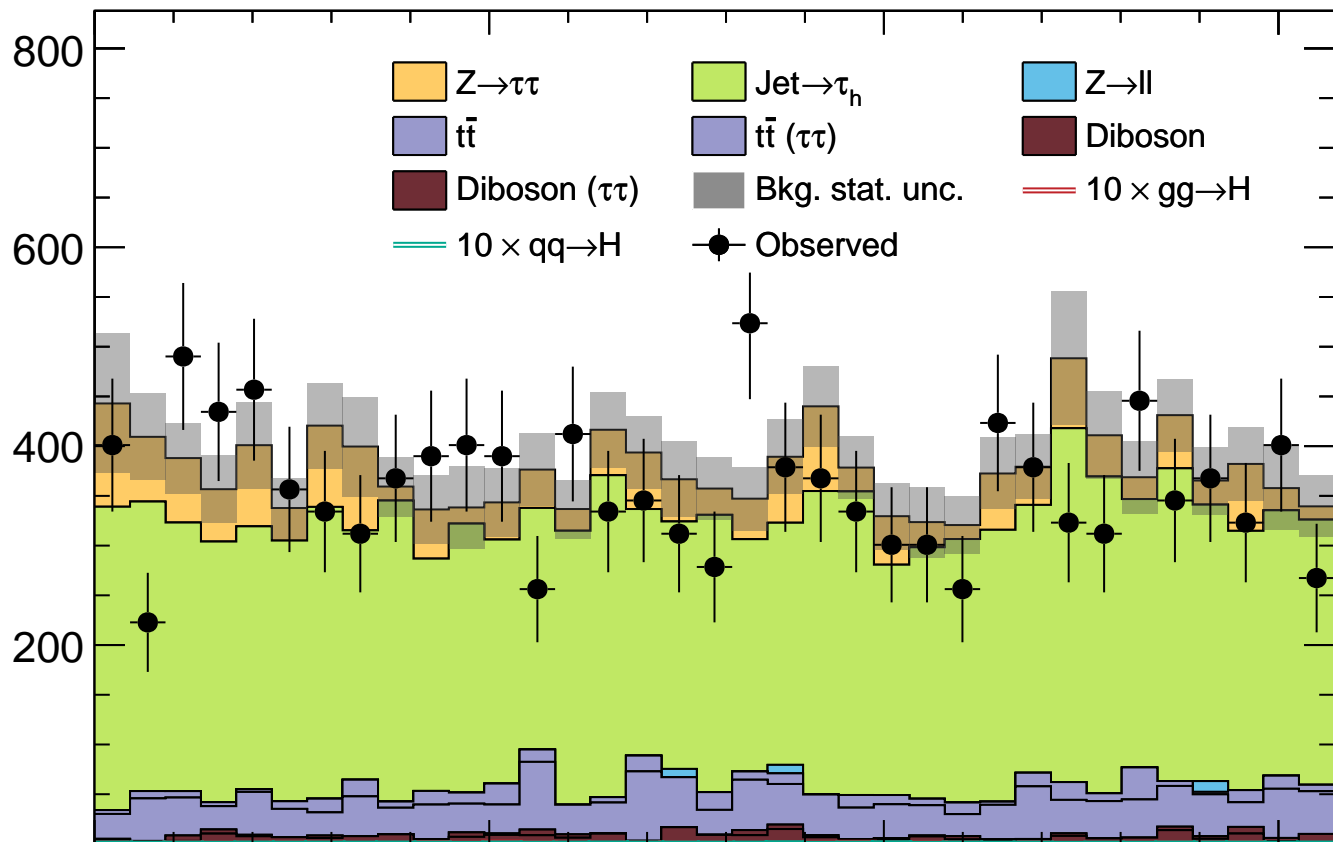 800
Z→ττ Jet→τh Z→ll
tt̄ tt̄ (ττ) Diboson
Diboson (ττ) Bkg. stat. unc. 10 × gg→H
600
10 × qq→H Observed
400
200